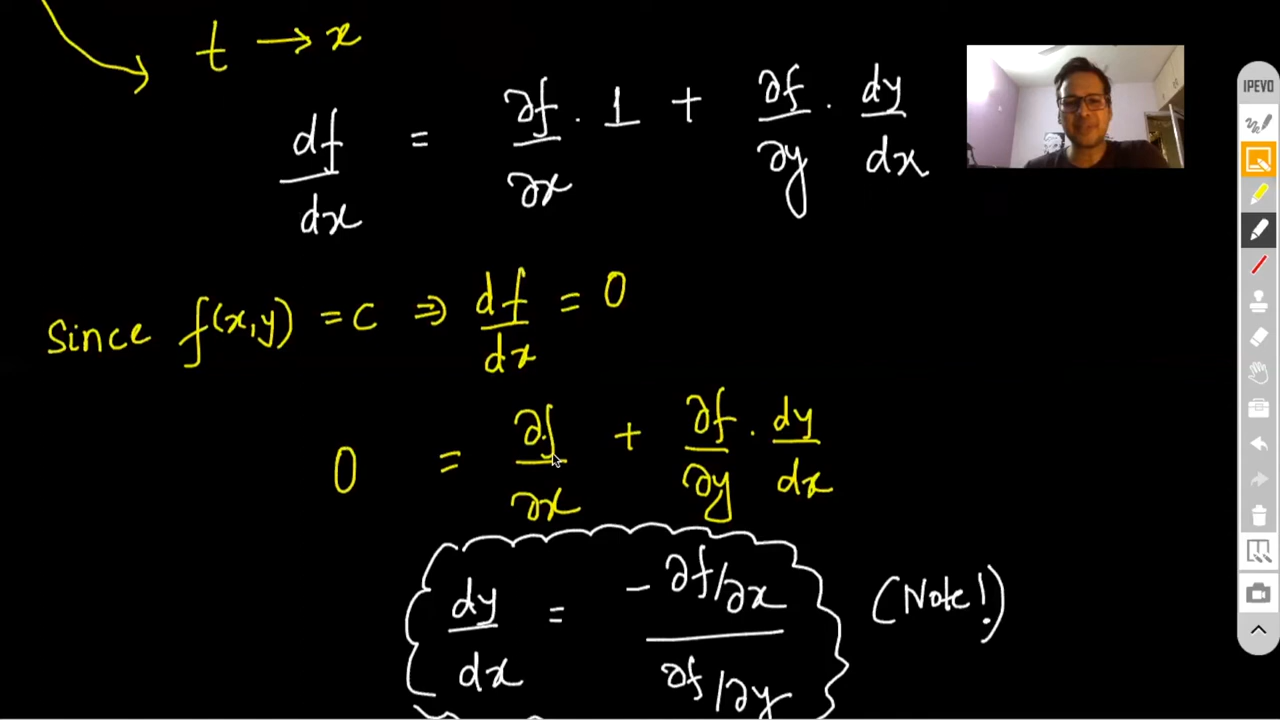 t → x
df/dx = ∂f/∂x . 1 + ∂f/∂y . dy/dx
IPEVO
Since f(x,y) = c ⇒ df/dx = 0
0 = ∂f/∂x + ∂f/∂y . dy/dx
dy/dx = -∂f/∂x / ∂f/∂y (Note!)